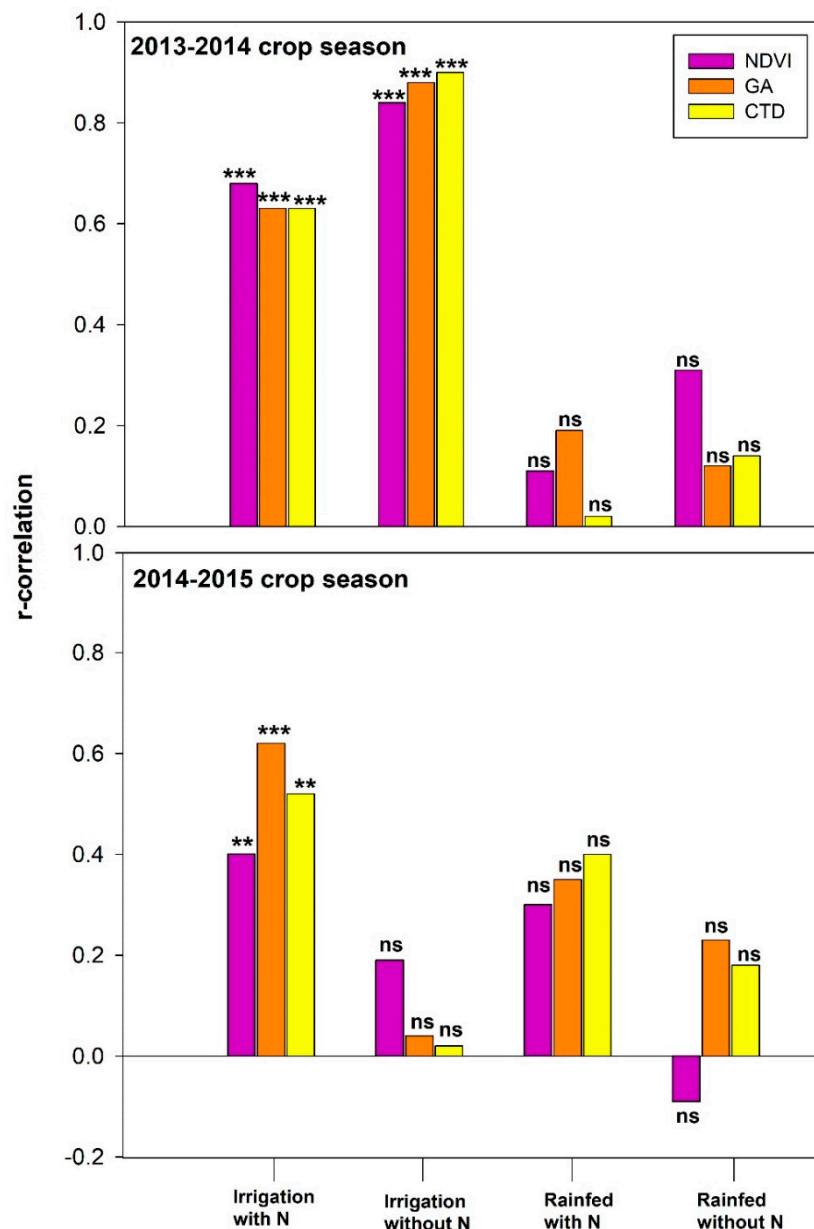 2013-2014 crop season
NDVI
GA
CTD
1.0
0.8
0.6
0.4
0.2
0.0
***
***
***
***
***
***
ns
ns
ns
ns
ns
ns
r-correlation
2014-2015 crop season
1.0
0.8
0.6
0.4
0.2
0.0
-0.2
**
***
**
ns
ns
ns
ns
ns
ns
ns
ns
ns
Irrigation
with N
Irrigation
without N
Rainfed
with N
Rainfed
without N